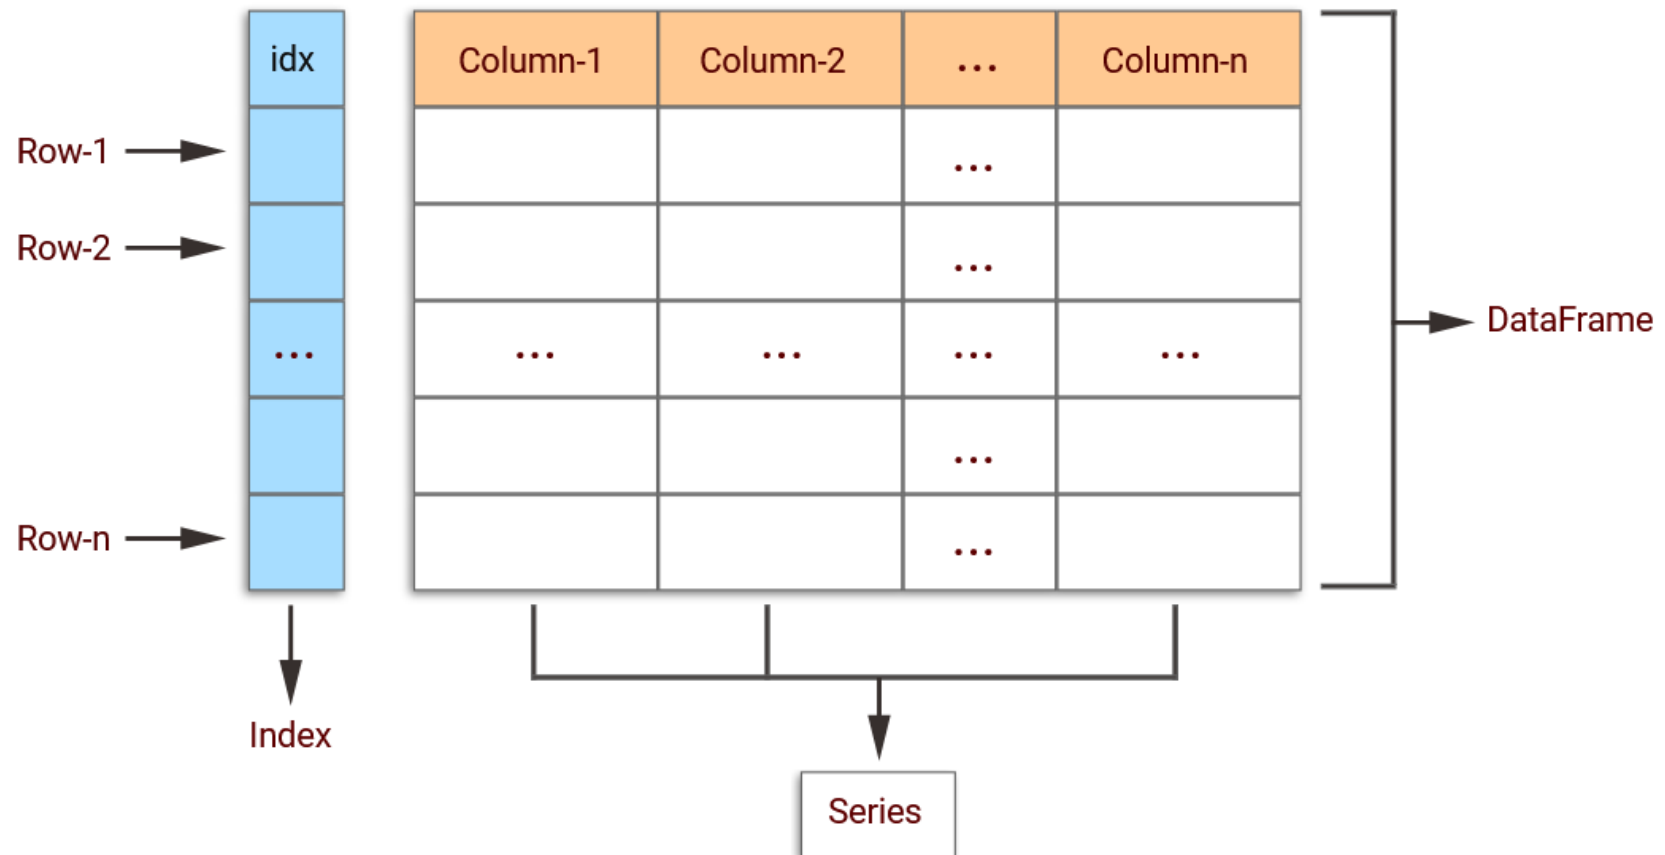 idx Column-1 Column-2 ... Column-n
Row-1 ...
Row-2 ...
... ... ... ... ...
DataFrame
...
Row-n ...
Index
Series